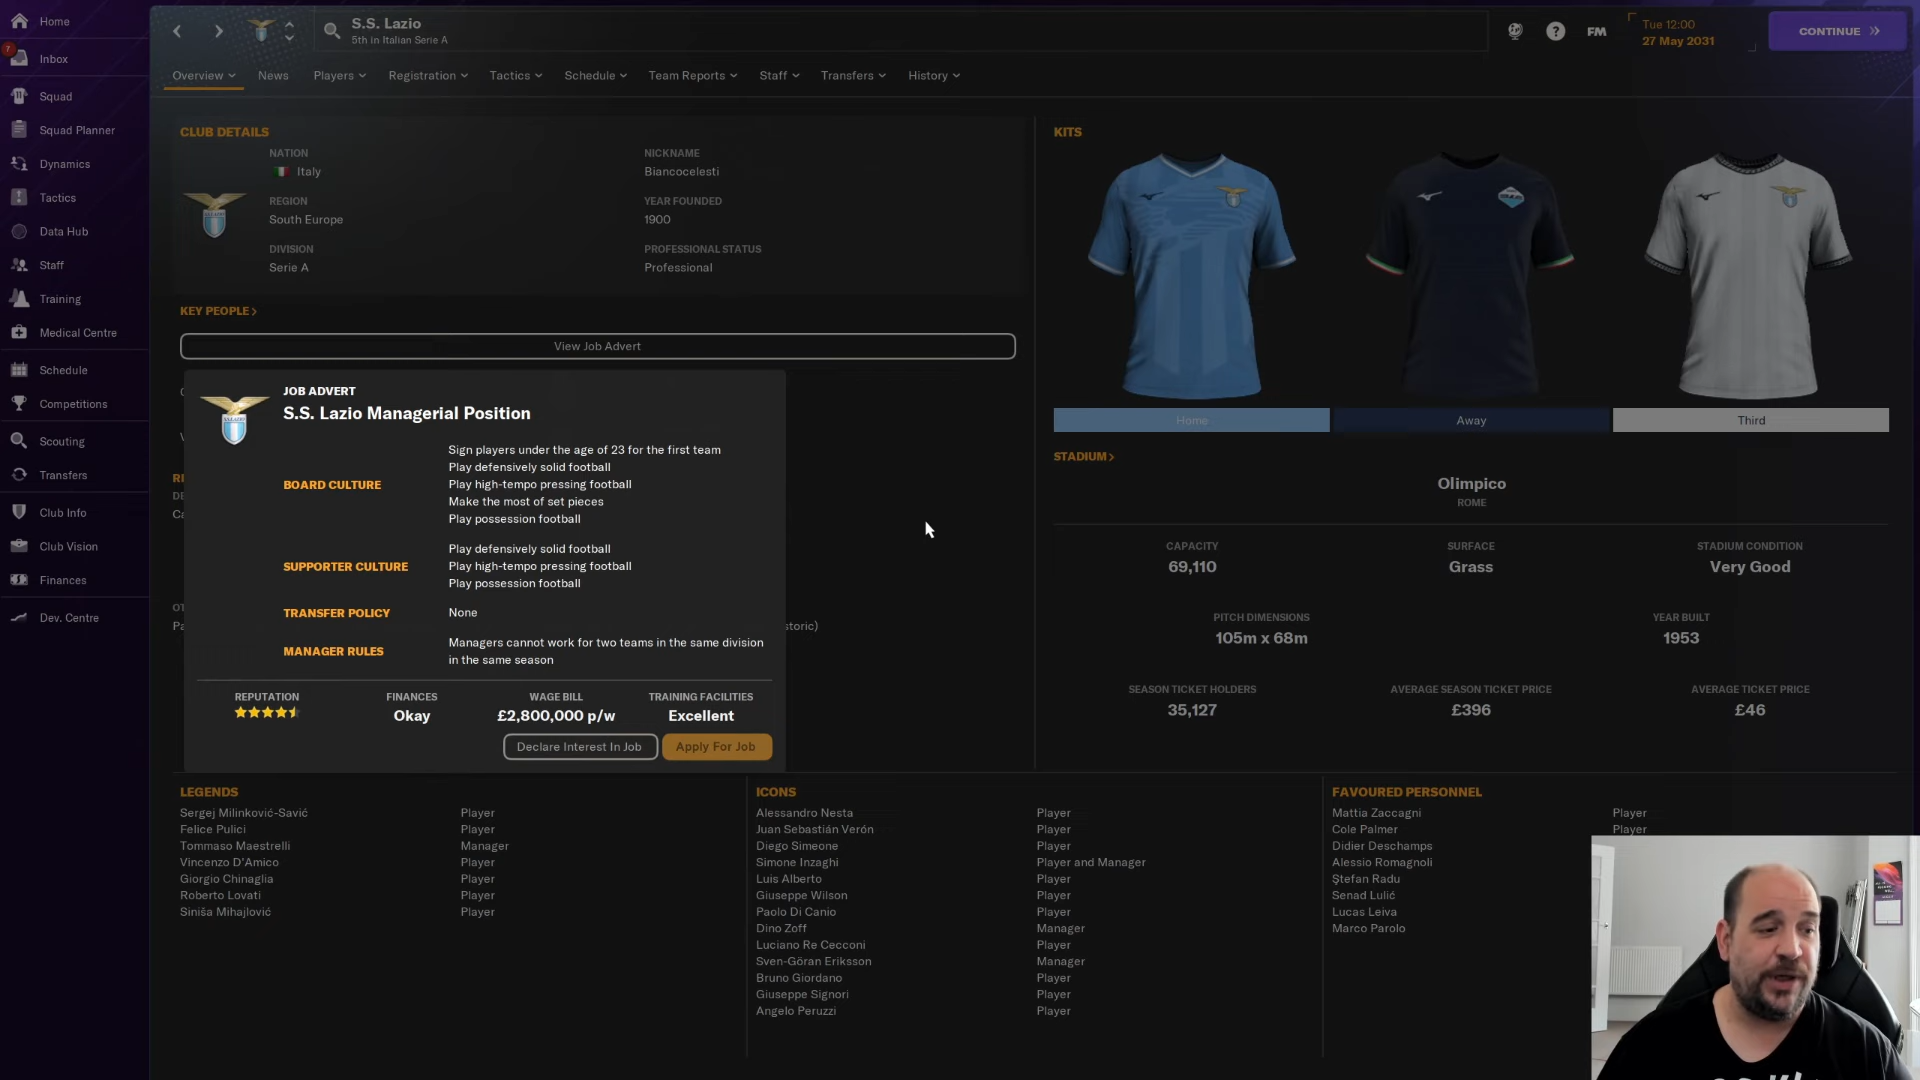 Home
7
Inbox
Squad
Squad Planner
Dynamics
Tactics
Data Hub
Staff
Training
Medical Centre
Schedule
Competitions
Scouting
Transfers
Club Info
Club Vision
Finances
Dev. Centre
S.S. Lazio
5th in Italian Serie A
?
FM
Tue 12:00
27 May 2031
CONTINUE
Overview
News
Players
Registration
Tactics
Schedule
Team Reports
Staff
Transfers
History
CLUB DETAILS
NATION
Italy
NICKNAME
Biancocelesti
REGION
South Europe
YEAR FOUNDED
1900
DIVISION
Serie A
PROFESSIONAL STATUS
Professional
KEY PEOPLE >
View Job Advert
JOB ADVERT
S.S. Lazio Managerial Position
BOARD CULTURE
Sign players under the age of 23 for the first team
Play defensively solid football
Play high-tempo pressing football
Make the most of set pieces
Play possession football
SUPPORTER CULTURE
Play defensively solid football
Play high-tempo pressing football
Play possession football
TRANSFER POLICY
None
MANAGER RULES
Managers cannot work for two teams in the same division
in the same season
REPUTATION
FINANCES
Okay
WAGE BILL
£2,800,000 p/w
TRAINING FACILITIES
Excellent
Declare Interest In Job
Apply For Job
storic)
KITS
Home
Away
Third
STADIUM >
Olimpico
ROME
CAPACITY
69,110
SURFACE
Grass
STADIUM CONDITION
Very Good
PITCH DIMENSIONS
105m x 68m
YEAR BUILT
1953
SEASON TICKET HOLDERS
35,127
AVERAGE SEASON TICKET PRICE
£396
AVERAGE TICKET PRICE
£46
LEGENDS
Sergej Milinković-Savić Player
Felice Pulici Player
Tommaso Maestrelli Manager
Vincenzo D'Amico Player
Giorgio Chinaglia Player
Roberto Lovati Player
Siniša Mihajlović Player
ICONS
Alessandro Nesta Player
Juan Sebastián Verón Player
Diego Simeone Player
Simone Inzaghi Player and Manager
Luis Alberto Player
Giuseppe Wilson Player
Paolo Di Canio Player
Dino Zoff Manager
Luciano Re Cecconi Player
Sven-Göran Eriksson Manager
Bruno Giordano Player
Giuseppe Signori Player
Angelo Peruzzi Player
FAVOURED PERSONNEL
Mattia Zaccagni Player
Cole Palmer Player
Didier Deschamps
Alessio Romagnoli
Ștefan Radu
Senad Lulić
Lucas Leiva
Marco Parolo